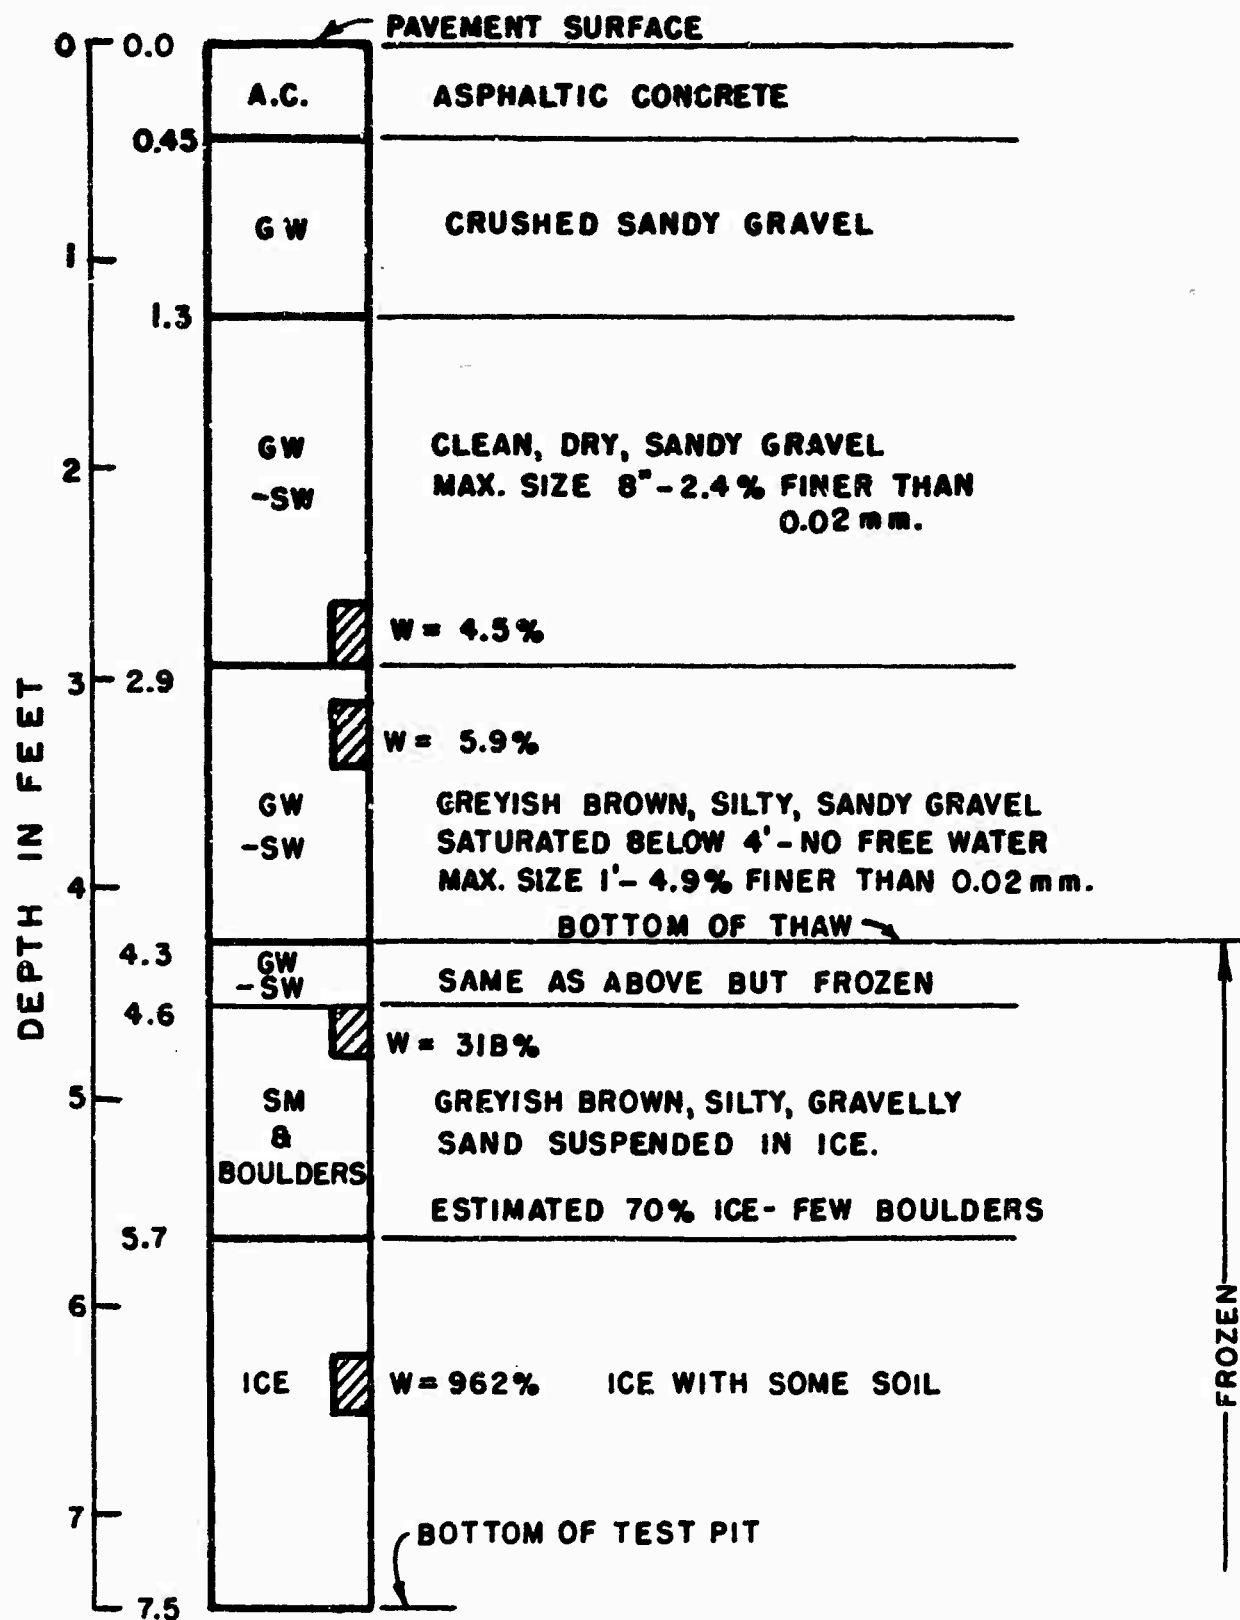 PAVEMENT SURFACE
0 0.0
A.C. ASPHALTIC CONCRETE
0.45
GW CRUSHED SANDY GRAVEL
1
1.3
GW
-SW
CLEAN, DRY, SANDY GRAVEL
MAX. SIZE 8"-2.4% FINER THAN
0.02 mm.
2
W = 4.5%
3 2.9
W = 5.9%
GW
-SW
GREYISH BROWN, SILTY, SANDY GRAVEL
SATURATED BELOW 4'-NO FREE WATER
MAX. SIZE 1'-4.9% FINER THAN 0.02 mm.
4
BOTTOM OF THAW
4.3
GW
-SW
SAME AS ABOVE BUT FROZEN
4.6
W = 318%
5
SM
&
BOULDERS
GREYISH BROWN, SILTY, GRAVELLY
SAND SUSPENDED IN ICE.
ESTIMATED 70% ICE- FEW BOULDERS
5.7
6
ICE W = 962% ICE WITH SOME SOIL
7
BOTTOM OF TEST PIT
7.5
DEPTH IN FEET
FROZEN